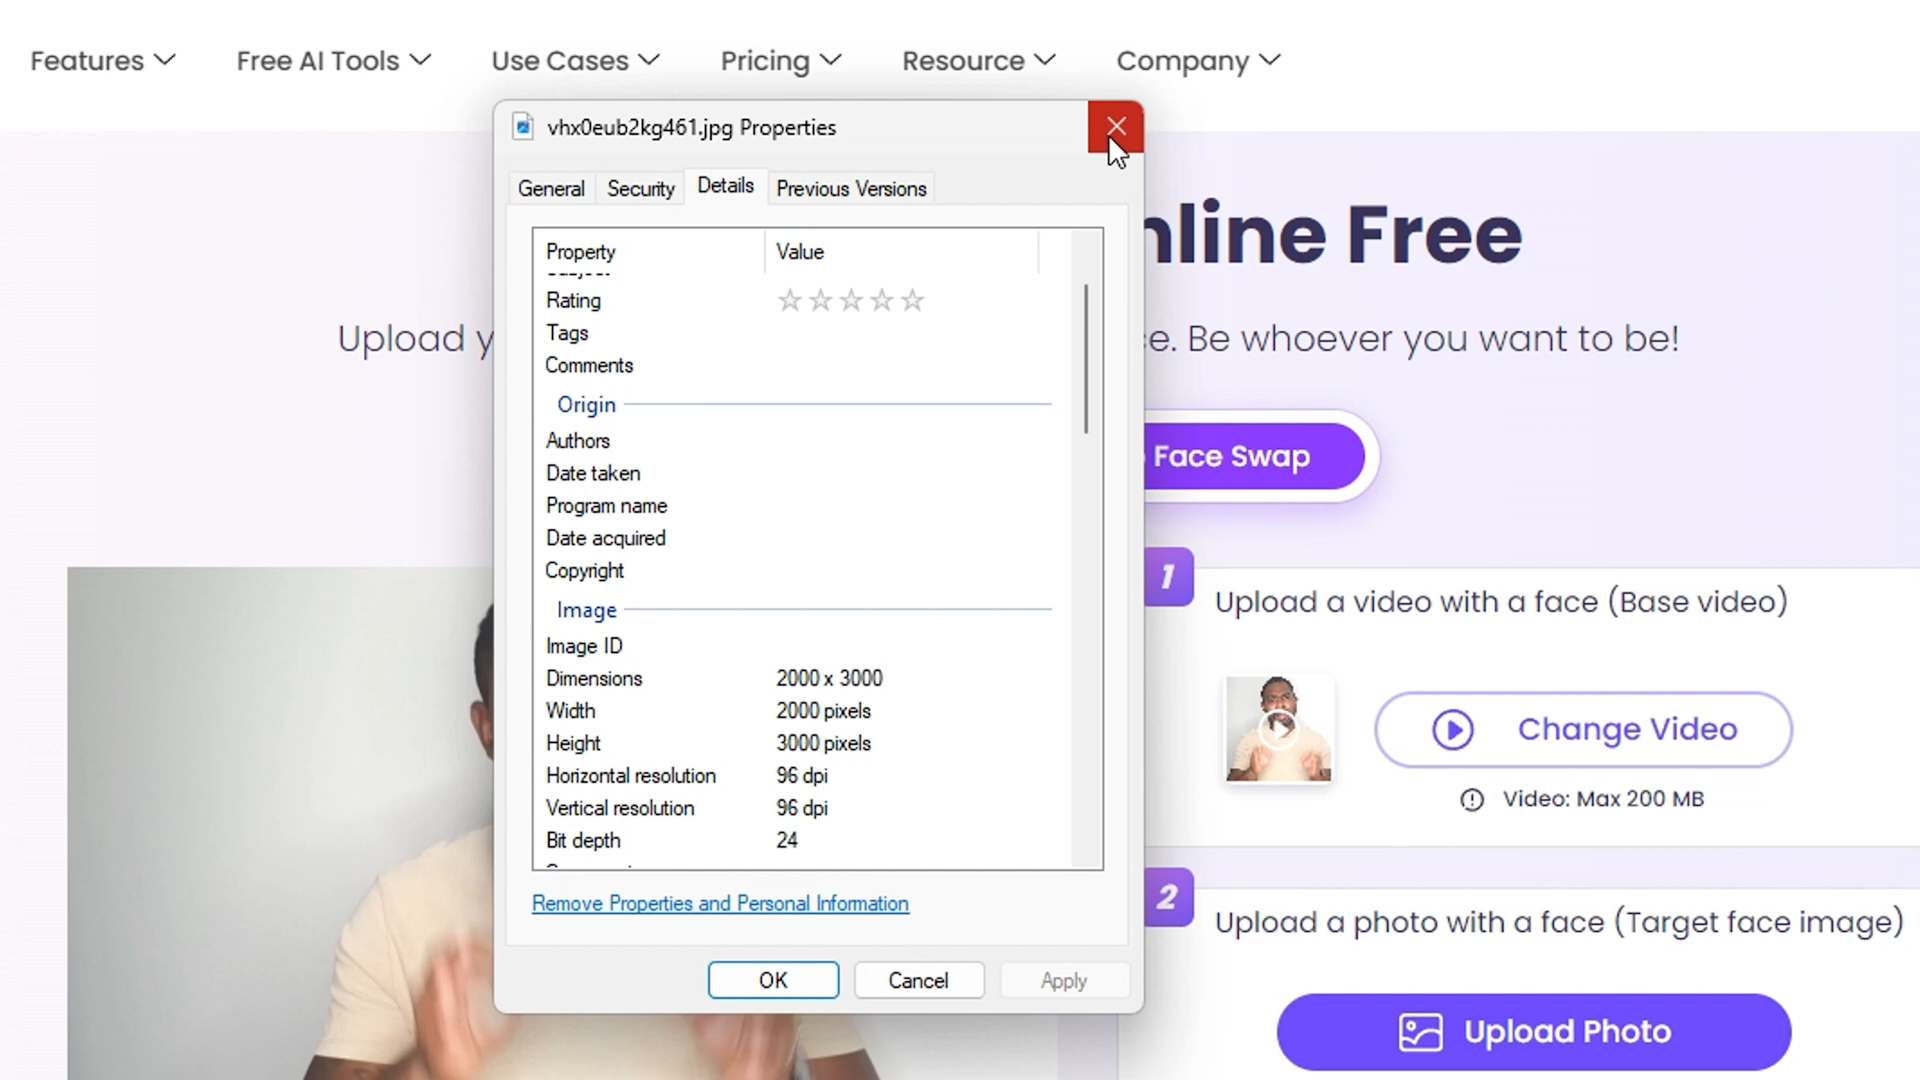 Features
Free AI Tools
Use Cases
Pricing
Resource
Company
vhx0eub2kg461.jpg Properties
General
Security
Details
Previous Versions
nline Free
Upload y
ce. Be whoever you want to be!
Face Swap
Property Value
Rating
Tags
Comments
Origin
Authors
Date taken
Program name
Date acquired
Copyright
Image
Image ID
Dimensions 2000 x 3000
Width 2000 pixels
Height 3000 pixels
Horizontal resolution 96 dpi
Vertical resolution 96 dpi
Bit depth 24
Remove Properties and Personal Information
OK
Cancel
Apply
1
Upload a video with a face (Base video)
Change Video
Video: Max 200 MB
2
Upload a photo with a face (Target face image)
Upload Photo